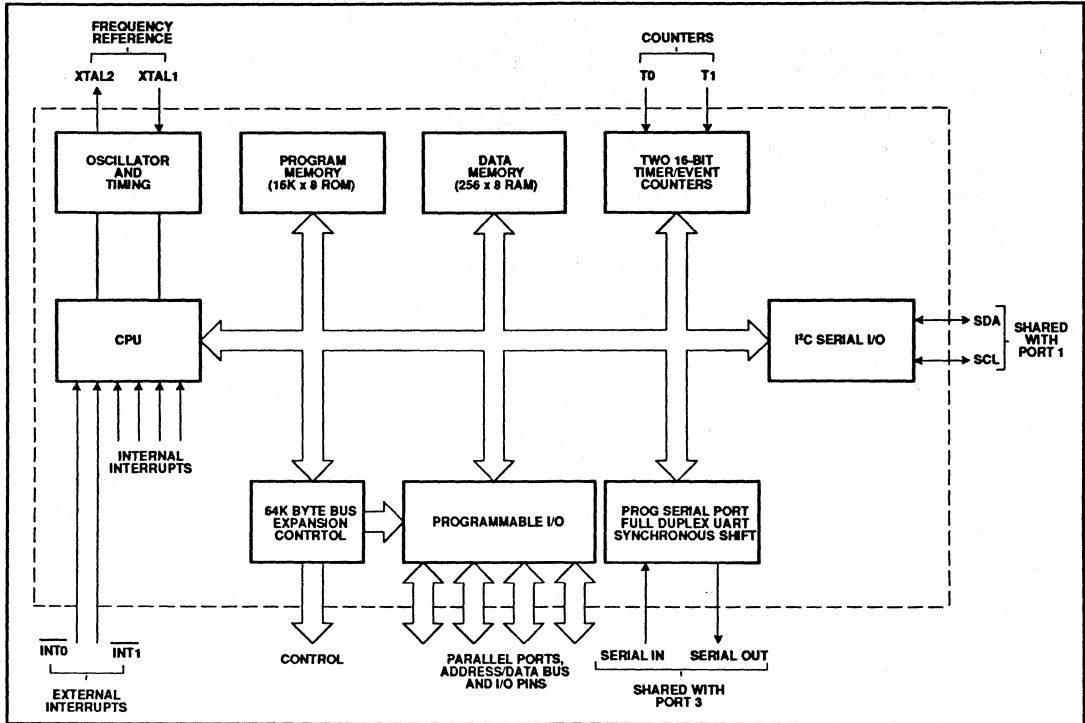 FREQUENCY
REFERENCE
XTAL2 XTAL1
COUNTERS
T0 T1
OSCILLATOR
AND
TIMING
PROGRAM
MEMORY
(16K x 8 ROM)
DATA
MEMORY
(256 x 8 RAM)
TWO 16-BIT
TIMER/EVENT
COUNTERS
CPU
I²C SERIAL I/O
SDA
SCL
SHARED
WITH
PORT 1
INTERNAL
INTERRUPTS
64K BYTE BUS
EXPANSION
CONTRTOL
PROGRAMMABLE I/O
PROG SERIAL PORT
FULL DUPLEX UART
SYNCHRONOUS SHIFT
INT0 INT1
EXTERNAL
INTERRUPTS
CONTROL
PARALLEL PORTS,
ADDRESS/DATA BUS
AND I/O PINS
SERIAL IN SERIAL OUT
SHARED WITH
PORT 3